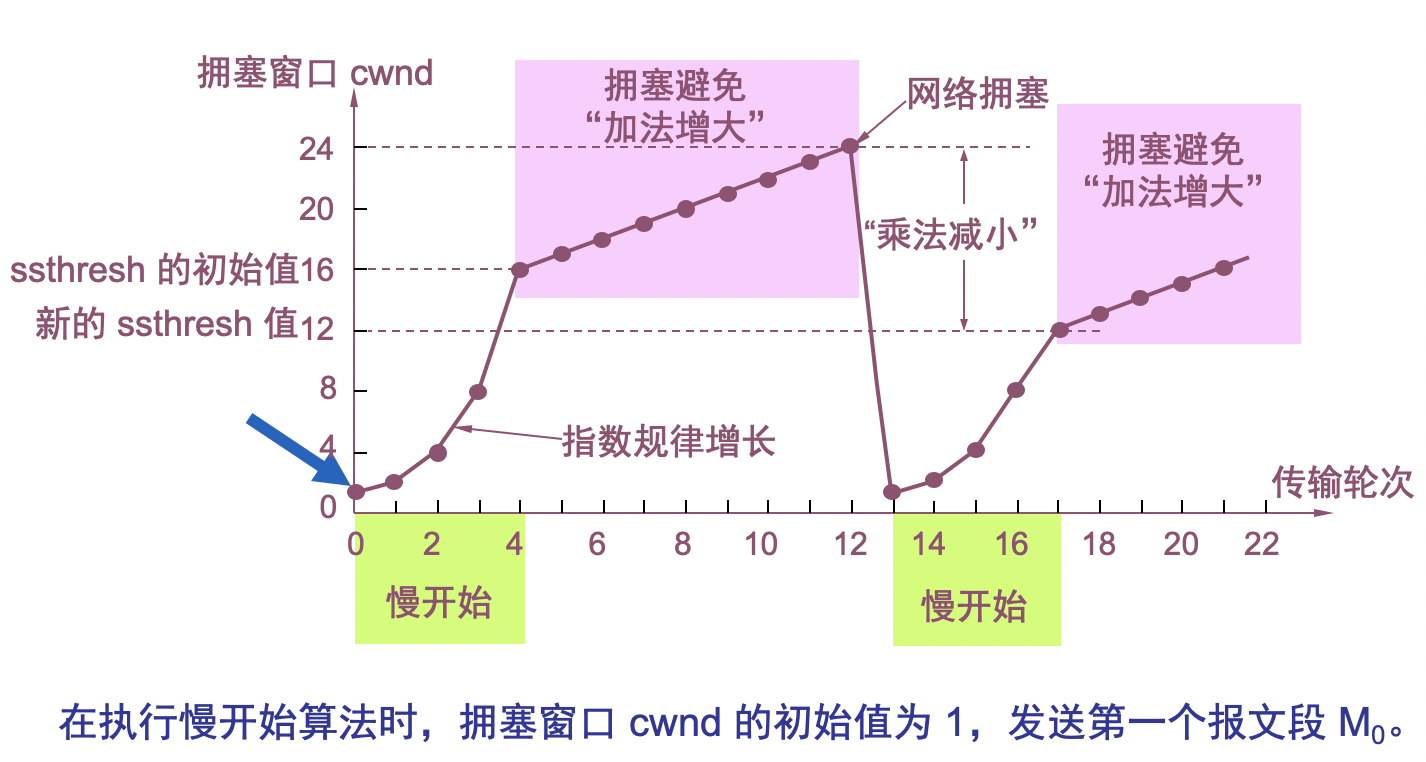 拥塞窗口 cwnd
拥塞避免
“加法增大”
网络拥塞
拥塞避免
“加法增大”
24
20
“乘法减小”
ssthresh 的初始值16
新的 ssthresh 值12
8
4
指数规律增长
0
传输轮次
0 2 4 6 8 10 12 14 16 18 20 22
慢开始
慢开始
在执行慢开始算法时，拥塞窗口 cwnd 的初始值为 1，发送第一个报文段 M0。